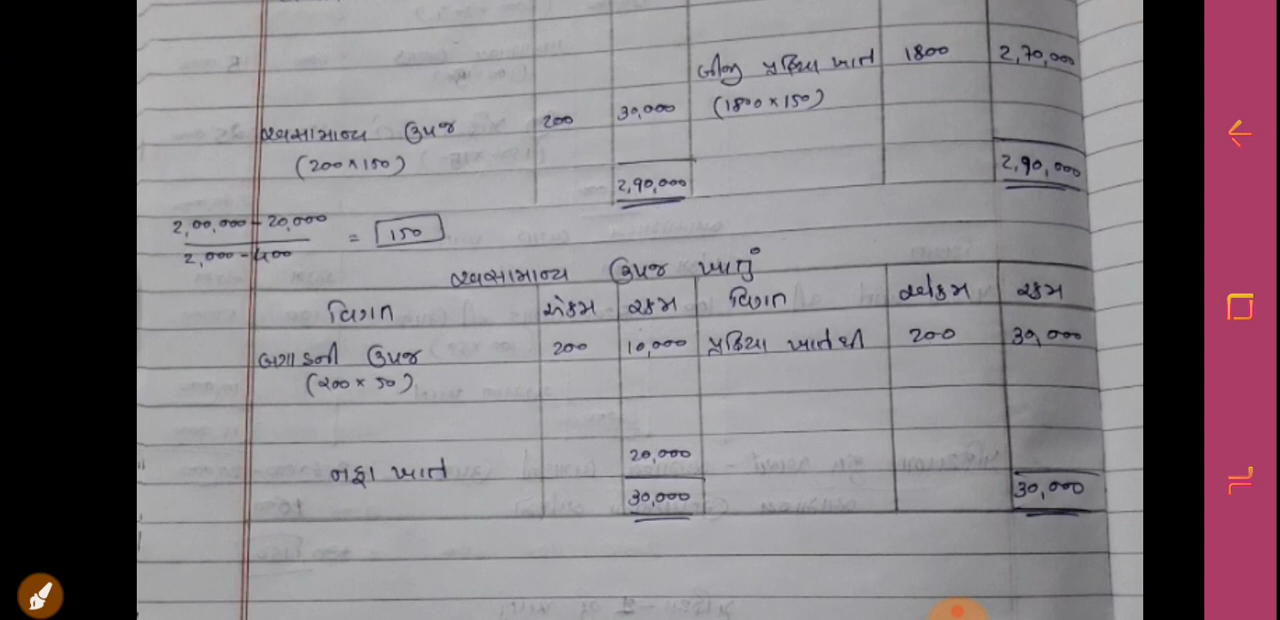 બીજી પ્રક્રિયા ખાતે 1800 2,70,000
(1800 × 150)
અસામાન્ય ઉપજ 200 30,000
(200 × 150)
2,90,000 2,90,000
2,00,000 - 20,000
2,000 - 400
= 150
અસામાન્ય ઉપજ ખાતું
વિગત એકમ રકમ વિગત એકમ રકમ
બગાડની ઉપજ 200 10,000 પ્રક્રિયા ખાતેથી 200 30,000
(200 × 50)
નફા ખાતે 20,000
30,000 30,000